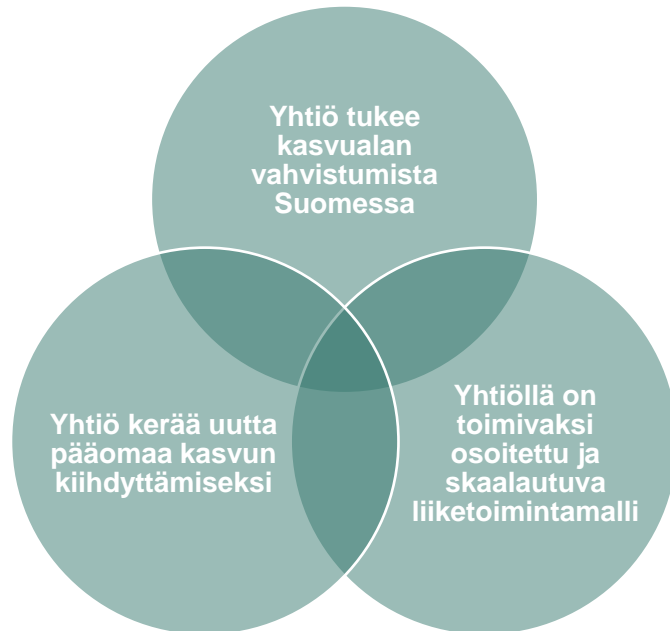 Yhtiö tukee
kasvualan
vahvistumista
Suomessa
Yhtiö kerää uutta
pääomaa kasvun
kiihdyttämiseksi
Yhtiöllä on
toimivaksi
osoitettu ja
skaalautuva
liiketoimintamalli